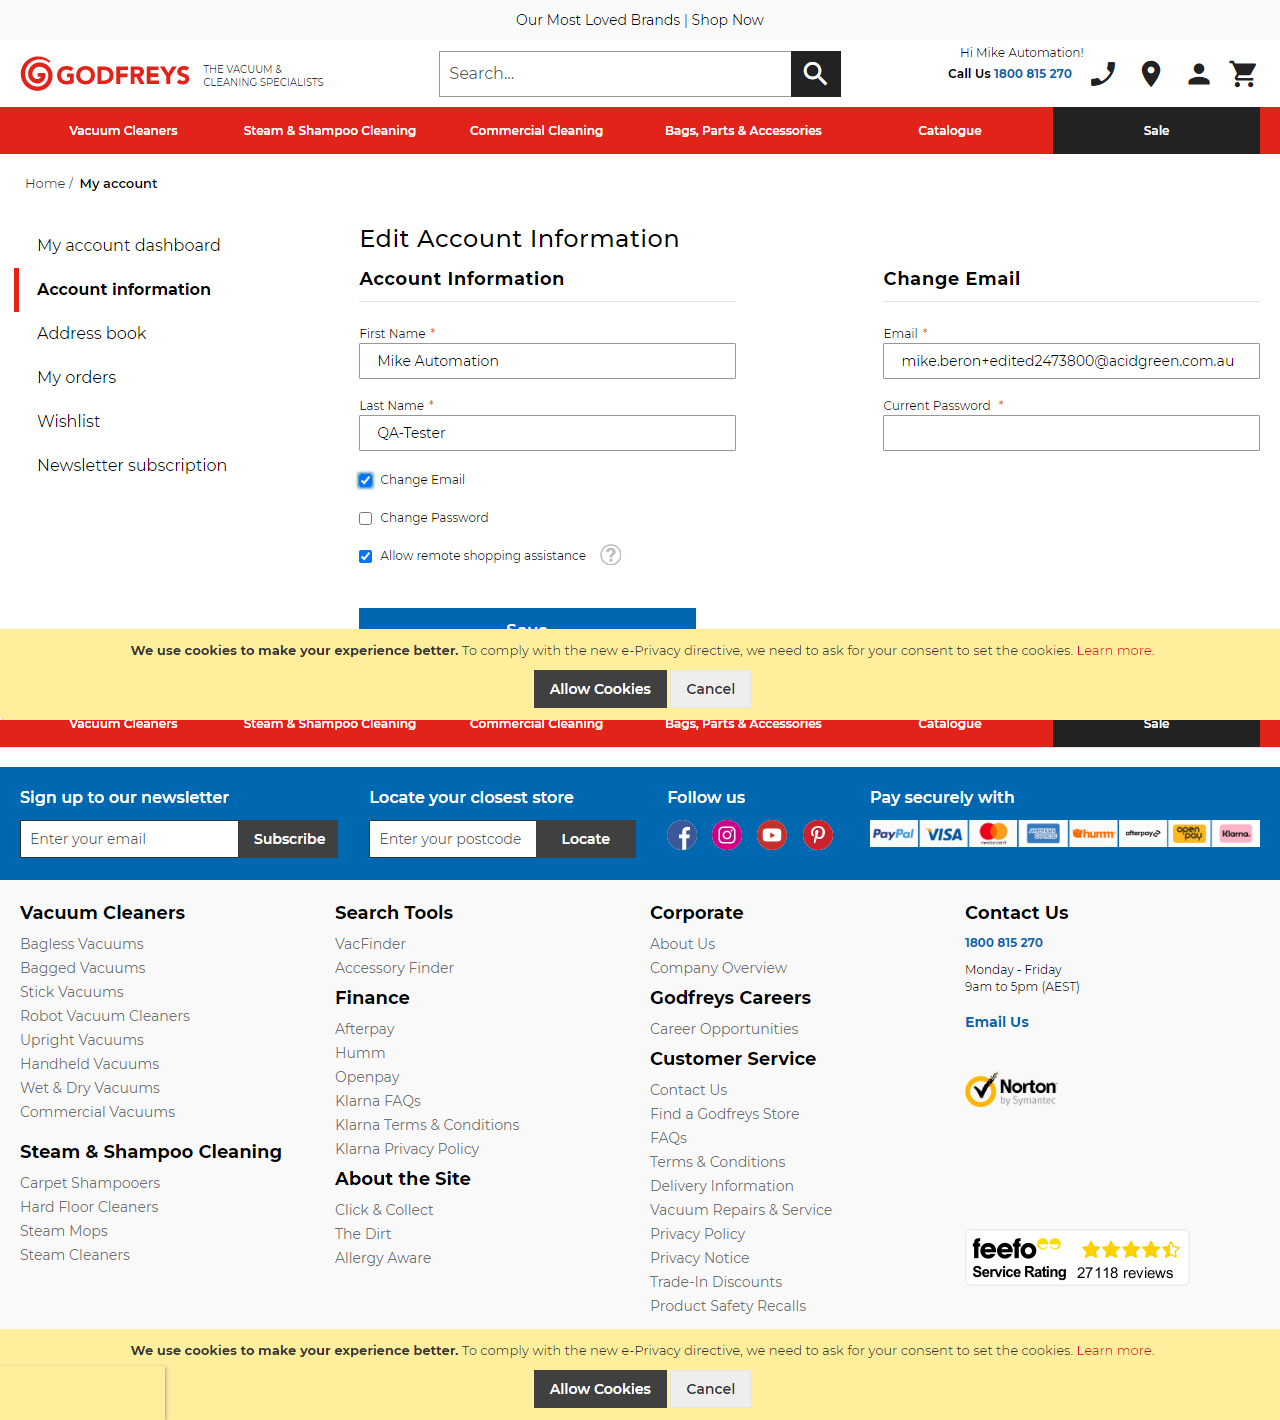 Our Most Loved Brands | Shop Now
GODFREYS
THE VACUUM &
CLEANING SPECIALISTS
Search...
Hi Mike Automation!
Call Us 1800 815 270
Vacuum Cleaners
Steam & Shampoo Cleaning
Commercial Cleaning
Bags, Parts & Accessories
Catalogue
Sale
Home / My account
My account dashboard
Account information
Address book
My orders
Wishlist
Newsletter subscription
Edit Account Information
Account Information
First Name *
Mike Automation
Last Name *
QA-Tester
Change Email
Change Password
Allow remote shopping assistance ?
Change Email
Email *
mike.beron+edited2473800@acidgreen.com.au
Current Password *
Save
We use cookies to make your experience better. To comply with the new e-Privacy directive, we need to ask for your consent to set the cookies. Learn more.
Allow Cookies
Cancel
Vacuum Cleaners
Steam & Shampoo Cleaning
Commercial Cleaning
Bags, Parts & Accessories
Catalogue
Sale
Sign up to our newsletter
Enter your email
Subscribe
Locate your closest store
Enter your postcode
Locate
Follow us
Pay securely with
PayPal
VISA
mastercard
AMERICAN EXPRESS
humm
afterpay
openpay
Klarna.
Vacuum Cleaners
Bagless Vacuums
Bagged Vacuums
Stick Vacuums
Robot Vacuum Cleaners
Upright Vacuums
Handheld Vacuums
Wet & Dry Vacuums
Commercial Vacuums
Steam & Shampoo Cleaning
Carpet Shampooers
Hard Floor Cleaners
Steam Mops
Steam Cleaners
Search Tools
VacFinder
Accessory Finder
Finance
Afterpay
Humm
Openpay
Klarna FAQs
Klarna Terms & Conditions
Klarna Privacy Policy
About the Site
Click & Collect
The Dirt
Allergy Aware
Corporate
About Us
Company Overview
Godfreys Careers
Career Opportunities
Customer Service
Contact Us
Find a Godfreys Store
FAQs
Terms & Conditions
Delivery Information
Vacuum Repairs & Service
Privacy Policy
Privacy Notice
Trade-In Discounts
Product Safety Recalls
Contact Us
1800 815 270
Monday - Friday
9am to 5pm (AEST)
Email Us
Norton
by Symantec
feefo
Service Rating 27118 reviews
We use cookies to make your experience better. To comply with the new e-Privacy directive, we need to ask for your consent to set the cookies. Learn more.
Allow Cookies
Cancel